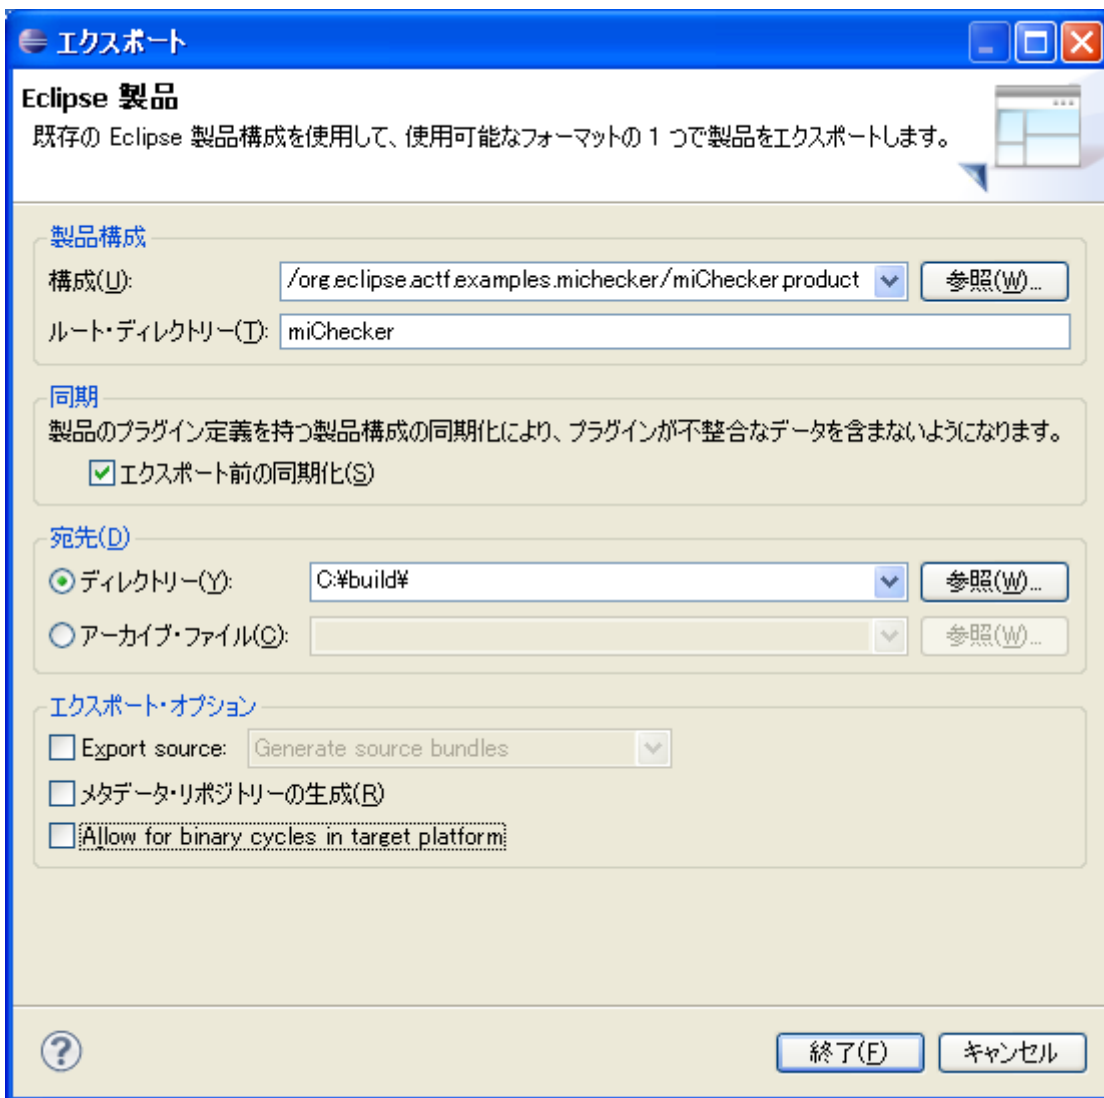 エクスポート
Eclipse 製品
既存の Eclipse 製品構成を使用して、使用可能なフォーマットの 1 つで製品をエクスポートします。
製品構成
構成(U): /org.eclipse.actf.examples.michecker/miChecker.product 参照(W)...
ルート・ディレクトリー(T): miChecker
同期
製品のプラグイン定義を持つ製品構成の同期化により、プラグインが不整合なデータを含まないようになります。
エクスポート前の同期化(S)
宛先(D)
ディレクトリー(Y): C:¥build¥ 参照(W)...
アーカイブ・ファイル(C): 参照(W)...
エクスポート・オプション
Export source: Generate source bundles
メタデータ・リポジトリーの生成(R)
Allow for binary cycles in target platform
? 終了(F) キャンセル